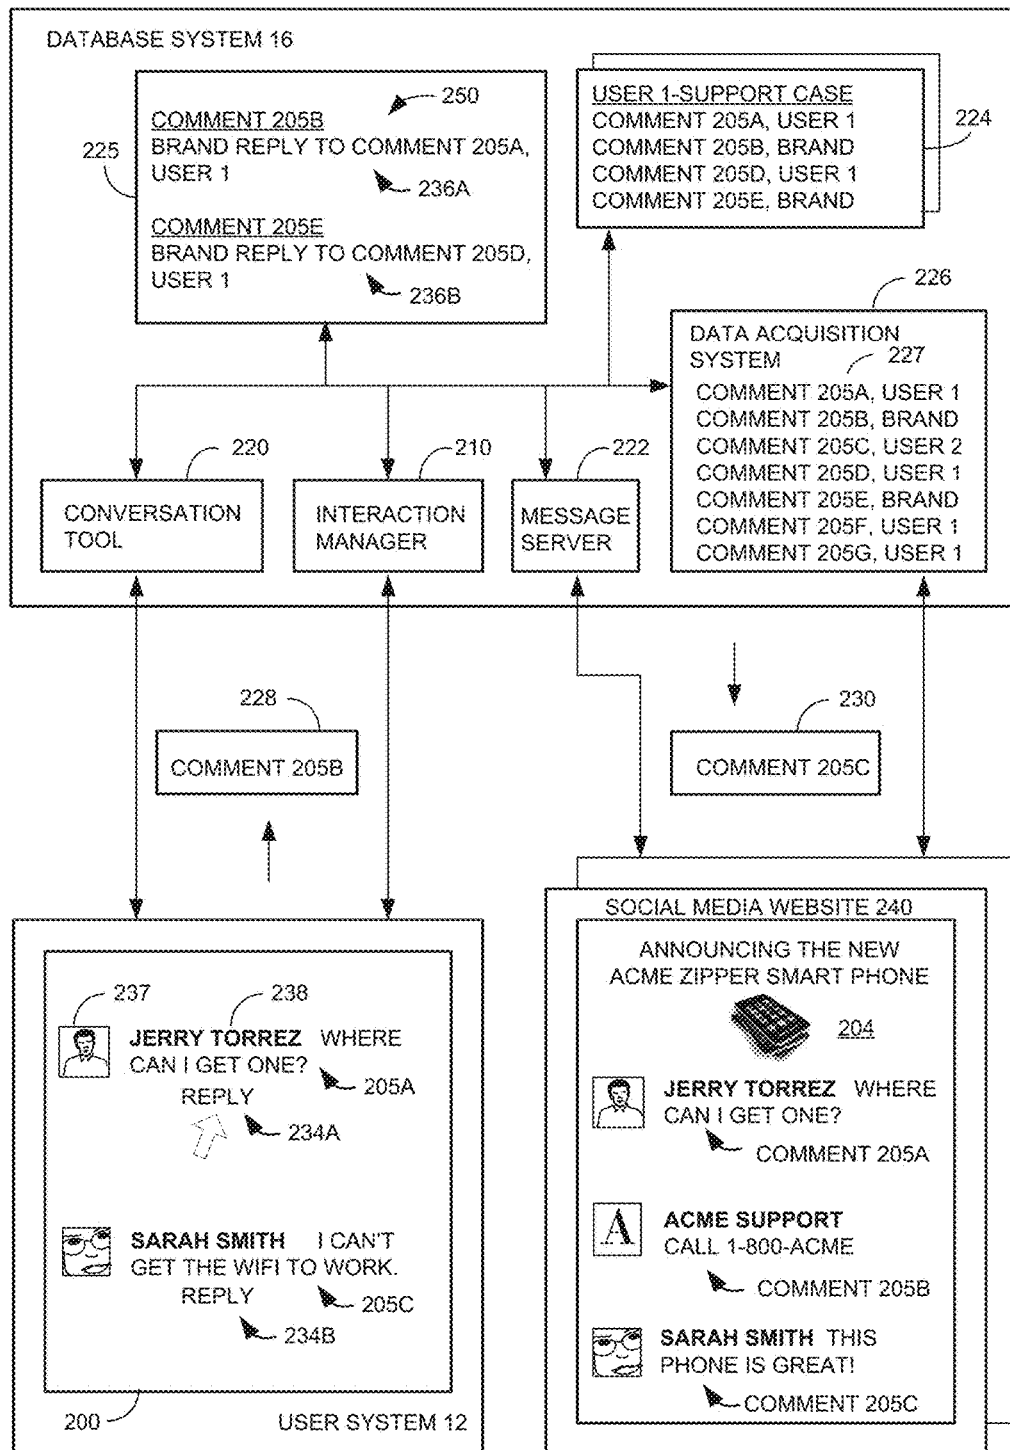 DATABASE SYSTEM 16
250
COMMENT 205B
BRAND REPLY TO COMMENT 205A,
USER 1
236A
COMMENT 205E
BRAND REPLY TO COMMENT 205D,
USER 1
236B
225
USER 1-SUPPORT CASE
COMMENT 205A, USER 1
COMMENT 205B, BRAND
COMMENT 205D, USER 1
COMMENT 205E, BRAND
224
226
DATA ACQUISITION
SYSTEM
227
COMMENT 205A, USER 1
COMMENT 205B, BRAND
COMMENT 205C, USER 2
COMMENT 205D, USER 1
COMMENT 205E, BRAND
COMMENT 205F, USER 1
COMMENT 205G, USER 1
220
CONVERSATION
TOOL
210
INTERACTION
MANAGER
222
MESSAGE
SERVER
228
COMMENT 205B
230
COMMENT 205C
237
238
JERRY TORREZ WHERE
CAN I GET ONE?
205A
REPLY
234A
SARAH SMITH I CAN'T
GET THE WIFI TO WORK.
REPLY
205C
234B
200
USER SYSTEM 12
SOCIAL MEDIA WEBSITE 240
ANNOUNCING THE NEW
ACME ZIPPER SMART PHONE
204
JERRY TORREZ WHERE
CAN I GET ONE?
COMMENT 205A
A
ACME SUPPORT
CALL 1-800-ACME
COMMENT 205B
SARAH SMITH THIS
PHONE IS GREAT!
COMMENT 205C